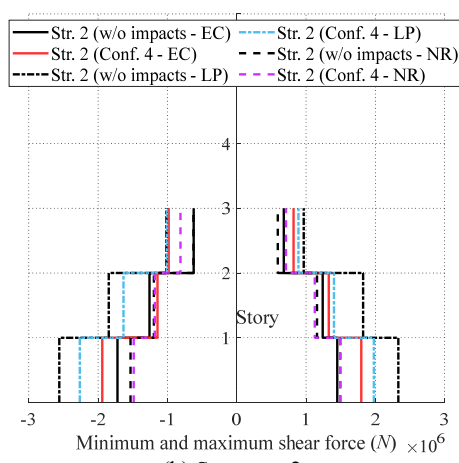 Str. 2 (w/o impacts - EC)
Str. 2 (Conf. 4 - EC)
Str. 2 (w/o impacts - LP)
Str. 2 (Conf. 4 - LP)
Str. 2 (w/o impacts - NR)
Str. 2 (Conf. 4 - NR)
4
3
2
Story
1
-3 -2 -1 0 1 2 3
×10^6
Minimum and maximum shear force (N)